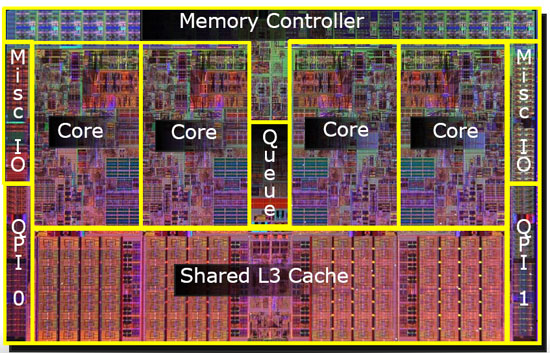 Memory Controller
Misc IO
Core
Core
Queue
Core
Core
Misc IO
QPI 0
Shared L3 Cache
QPI 1